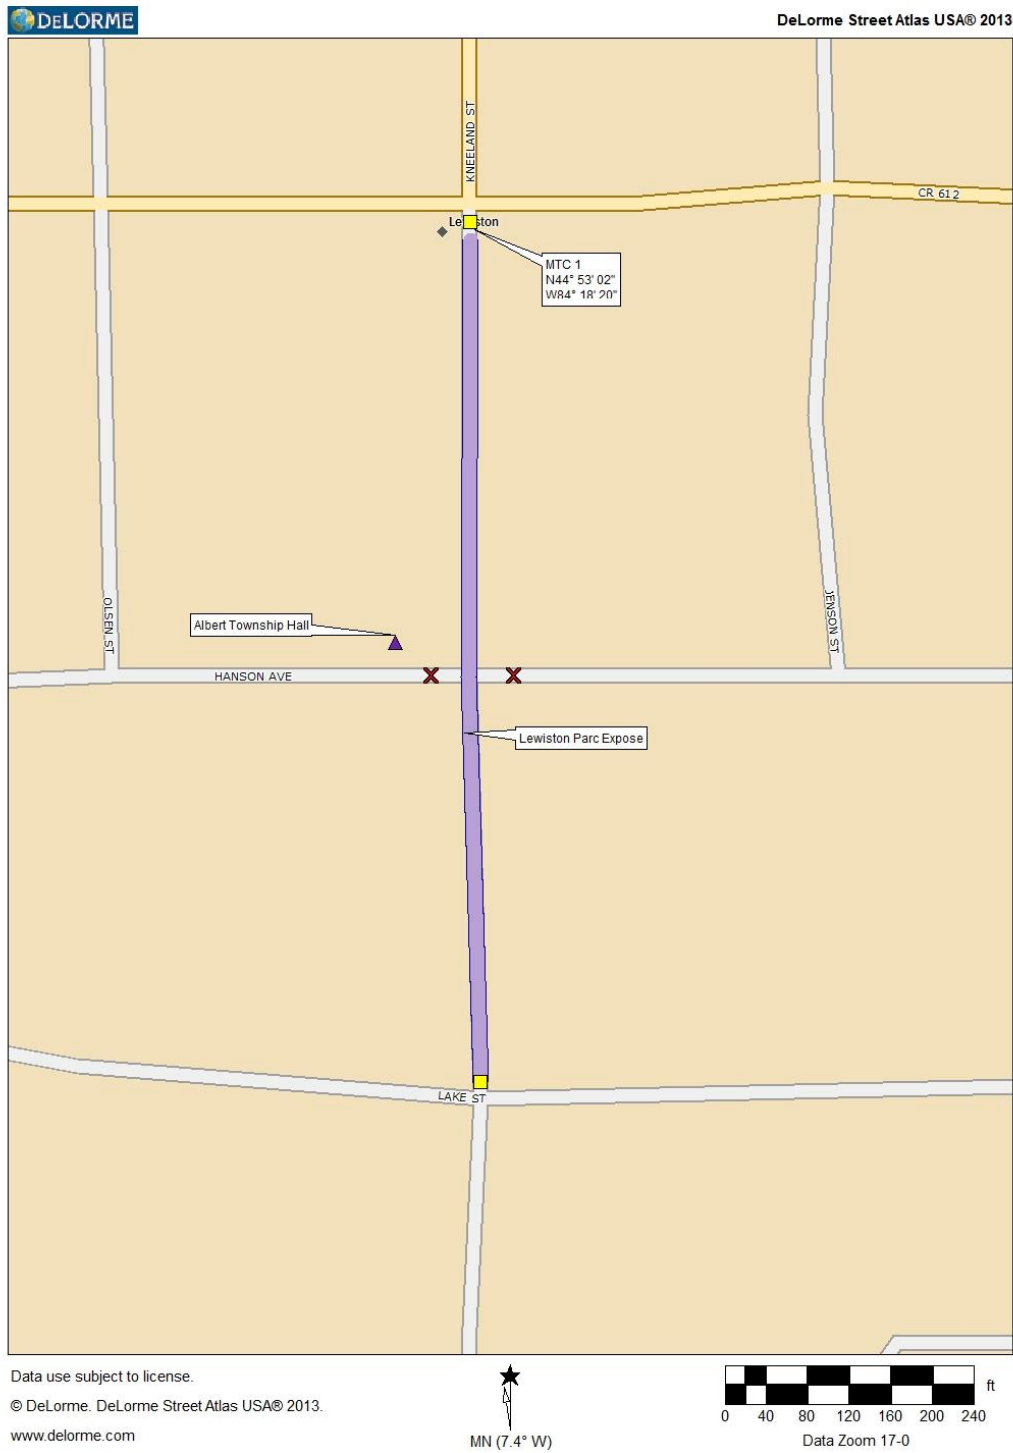 DELORME
DeLorme Street Atlas USA® 2013
KNEELAND ST
CR 612
MTC 1
N44° 53' 02"
W84° 18' 20"
OLSEN ST
JENSON ST
Albert Township Hall
HANSON AVE
Lewiston Parc Expose
LAKE ST
Data use subject to license.
© DeLorme. DeLorme Street Atlas USA® 2013.
www.delorme.com
MN (7.4° W)
ft
0 40 80 120 160 200 240
Data Zoom 17-0